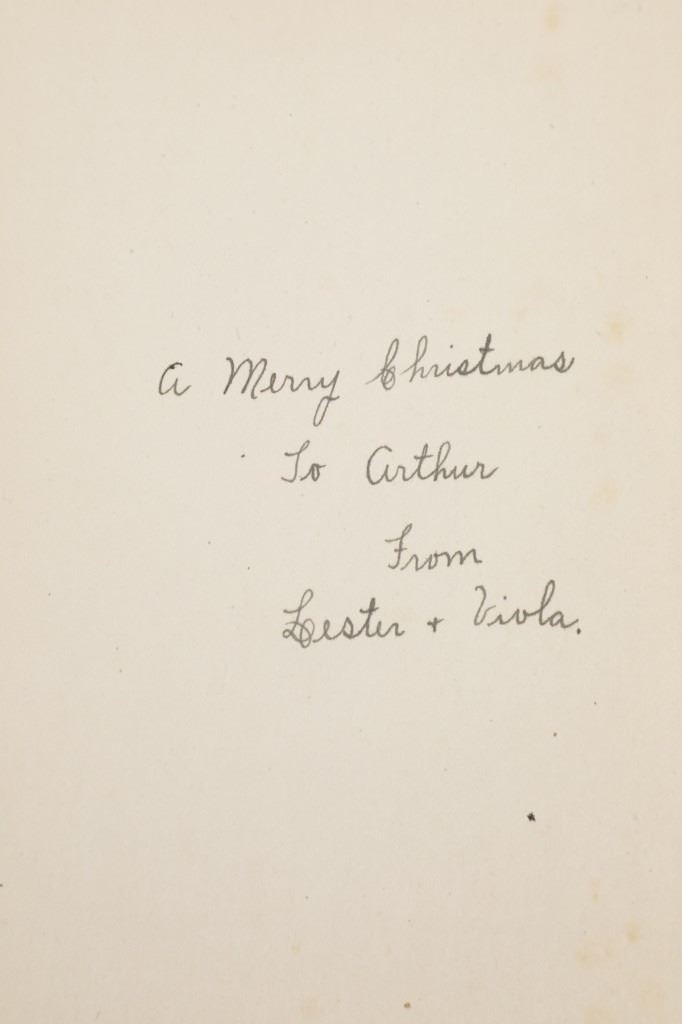 A Merry Christmas
To Arthur
From
Lester + Viola.